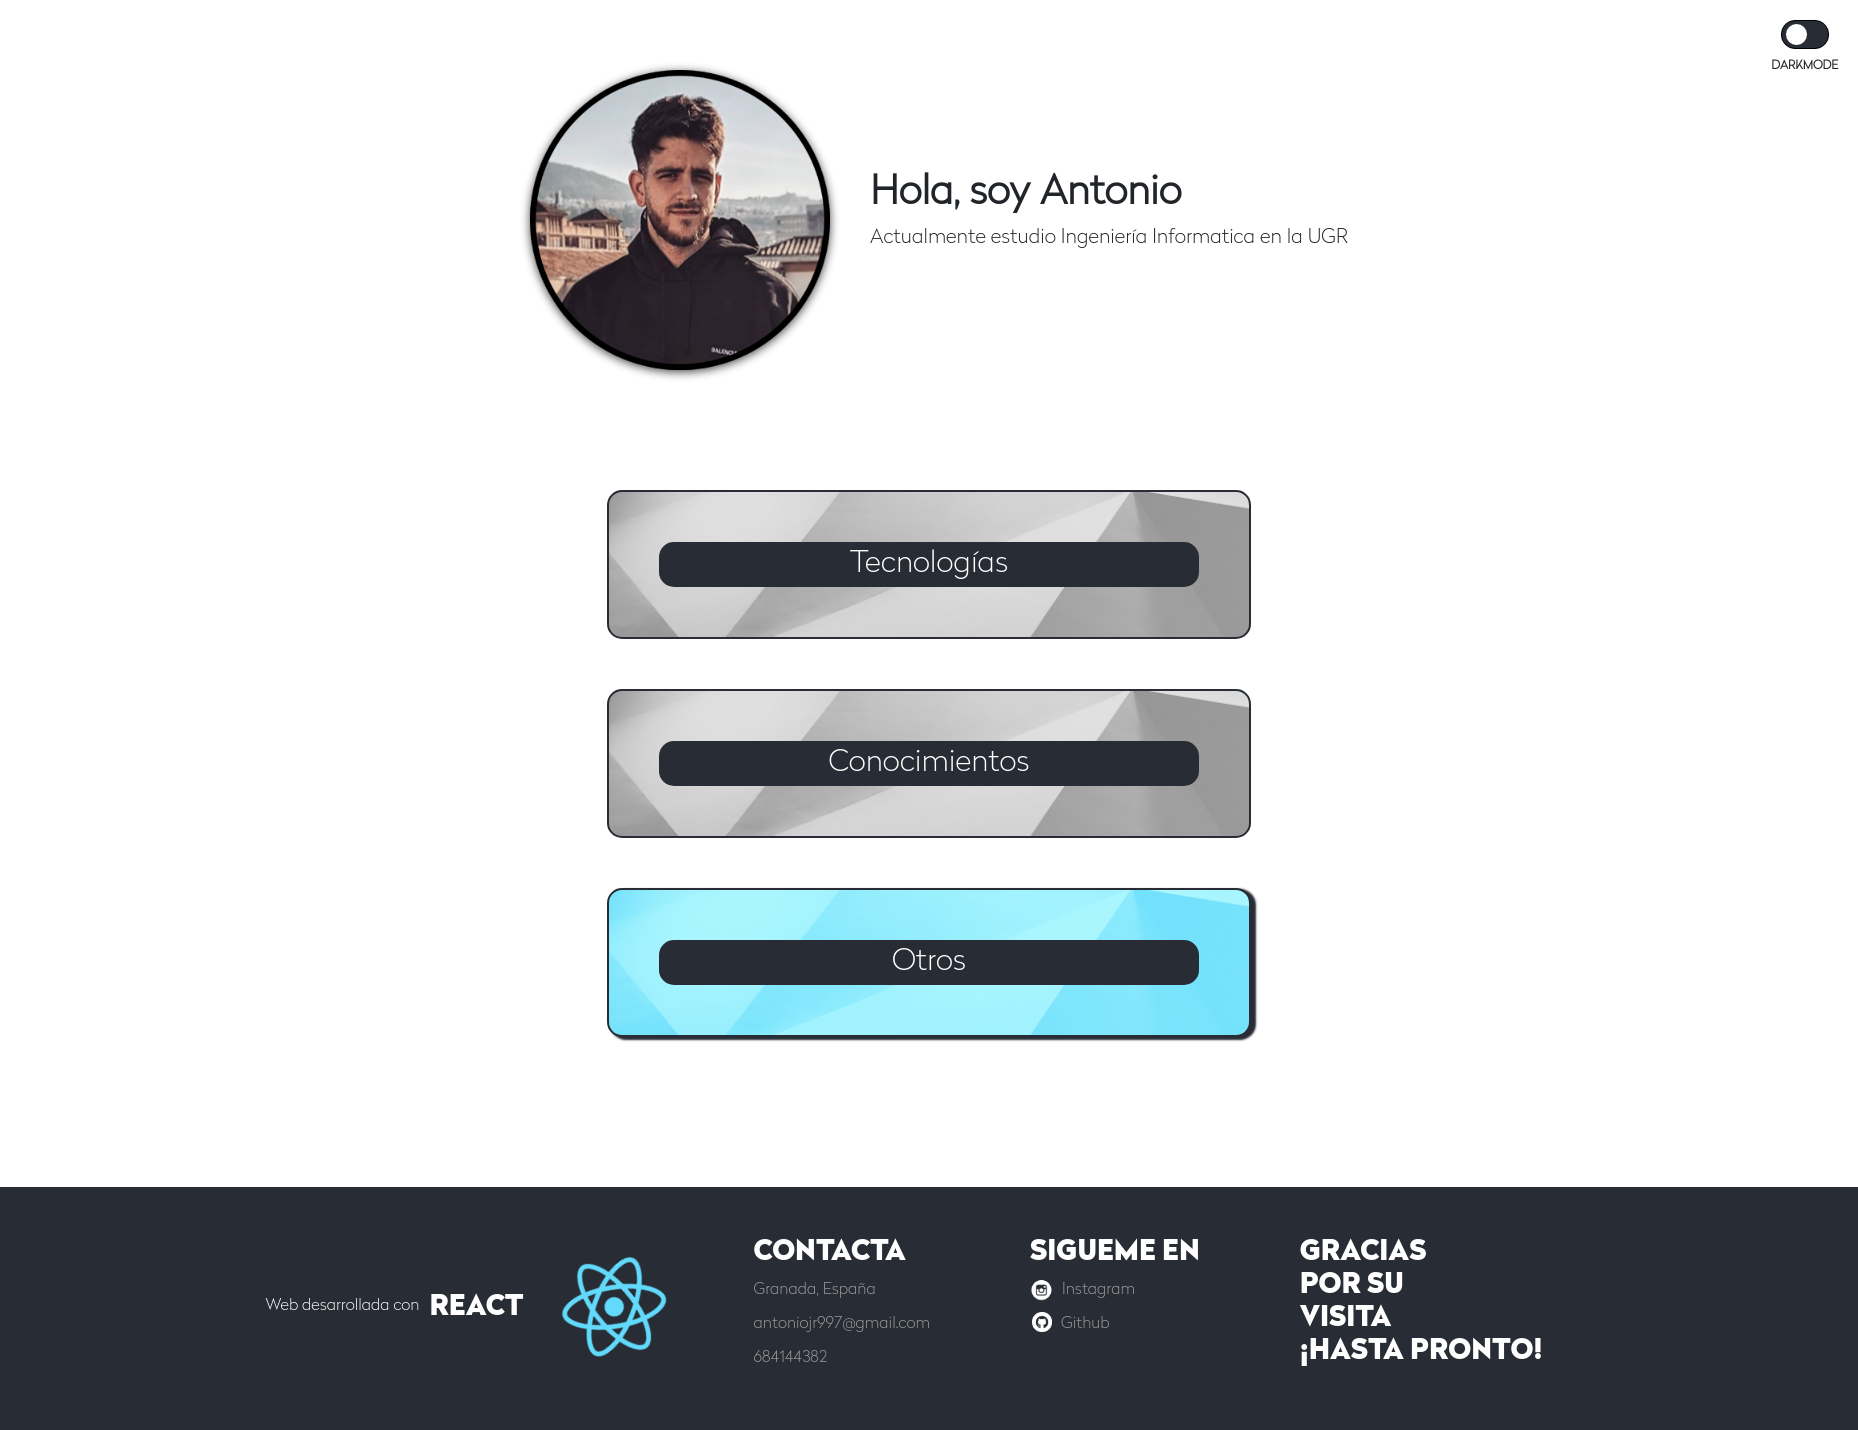 DARKMODE
Hola, soy Antonio
Actualmente estudio Ingeniería Informatica en la UGR
Tecnologías
Conocimientos
Otros
Web desarrollada con REACT
CONTACTA
Granada, España
antoniojr997@gmail.com
684144382
SIGUEME EN
Instagram
Github
GRACIAS
POR SU
VISITA
¡HASTA PRONTO!